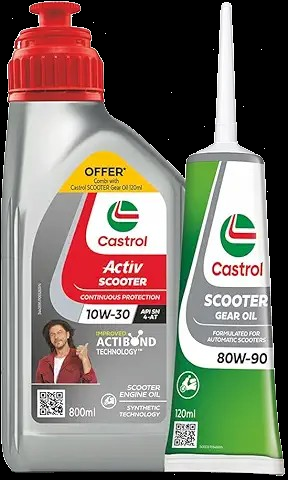 OFFER*
Combi with
Castrol SCOOTER Gear Oil 120ml
Castrol
Activ
SCOOTER
CONTINUOUS PROTECTION
10W-30
API SN
4-AT
IMPROVED
ACTIBOND
TECHNOLOGY™
SCOOTER
ENGINE OIL
SYNTHETIC
TECHNOLOGY
800ml
Castrol
SCOOTER
GEAR OIL
FORMULATED FOR
AUTOMATIC SCOOTERS
80W-90
120ml